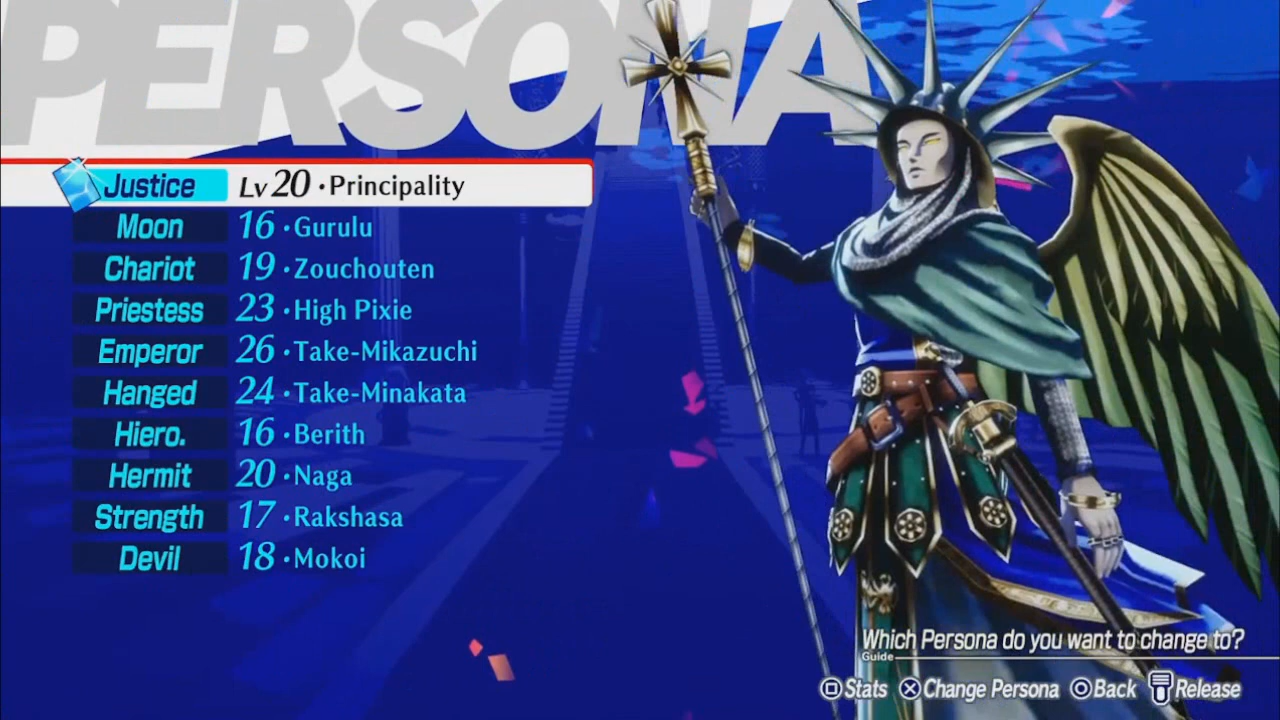 PERSONA
Justice Lv 20 · Principality
Moon 16 · Gurulu
Chariot 19 · Zouchouten
Priestess 23 · High Pixie
Emperor 26 · Take-Mikazuchi
Hanged 24 · Take-Minakata
Hiero. 16 · Berith
Hermit 20 · Naga
Strength 17 · Rakshasa
Devil 18 · Mokoi
Which Persona do you want to change to?
Guide
Stats Change Persona Back Release